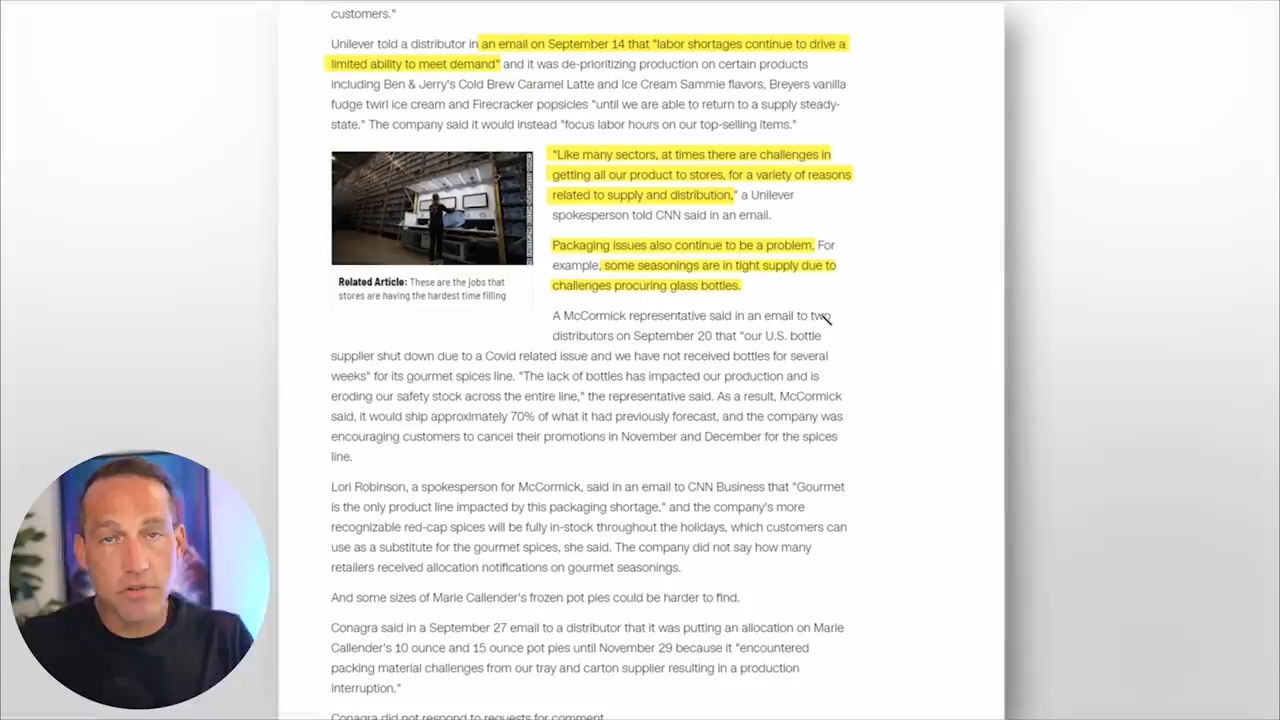 customers."
Unilever told a distributor in an email on September 14 that "labor shortages continue to drive a
limited ability to meet demand" and it was de-prioritizing production on certain products
including Ben & Jerry's Cold Brew Caramel Latte and Ice Cream Sammie flavors, Breyers vanilla
fudge twirl ice cream and Firecracker popsicles "until we are able to return to a supply steady-
state." The company said it would instead "focus labor hours on our top-selling items."
"Like many sectors, at times there are challenges in
getting all our product to stores, for a variety of reasons
related to supply and distribution," a Unilever
spokesperson told CNN said in an email.
Related Article: These are the jobs that
stores are having the hardest time filling
Packaging issues also continue to be a problem. For
example, some seasonings are in tight supply due to
challenges procuring glass bottles.
A McCormick representative said in an email to two
distributors on September 20 that "our U.S. bottle
supplier shut down due to a Covid related issue and we have not received bottles for several
weeks" for its gourmet spices line. "The lack of bottles has impacted our production and is
eroding our safety stock across the entire line," the representative said. As a result, McCormick
said, it would ship approximately 70% of what it had previously forecast, and the company was
encouraging customers to cancel their promotions in November and December for the spices
line.
Lori Robinson, a spokesperson for McCormick, said in an email to CNN Business that "Gourmet
is the only product line impacted by this packaging shortage," and the company's more
recognizable red-cap spices will be fully in-stock throughout the holidays, which customers can
use as a substitute for the gourmet spices, she said. The company did not say how many
retailers received allocation notifications on gourmet seasonings.
And some sizes of Marie Callender's frozen pot pies could be harder to find.
Conagra said in a September 27 email to a distributor that it was putting an allocation on Marie
Callender's 10 ounce and 15 ounce pot pies until November 29 because it "encountered
packing material challenges from our tray and carton supplier resulting in a production
interruption."
Conagra did not respond to requests for comment